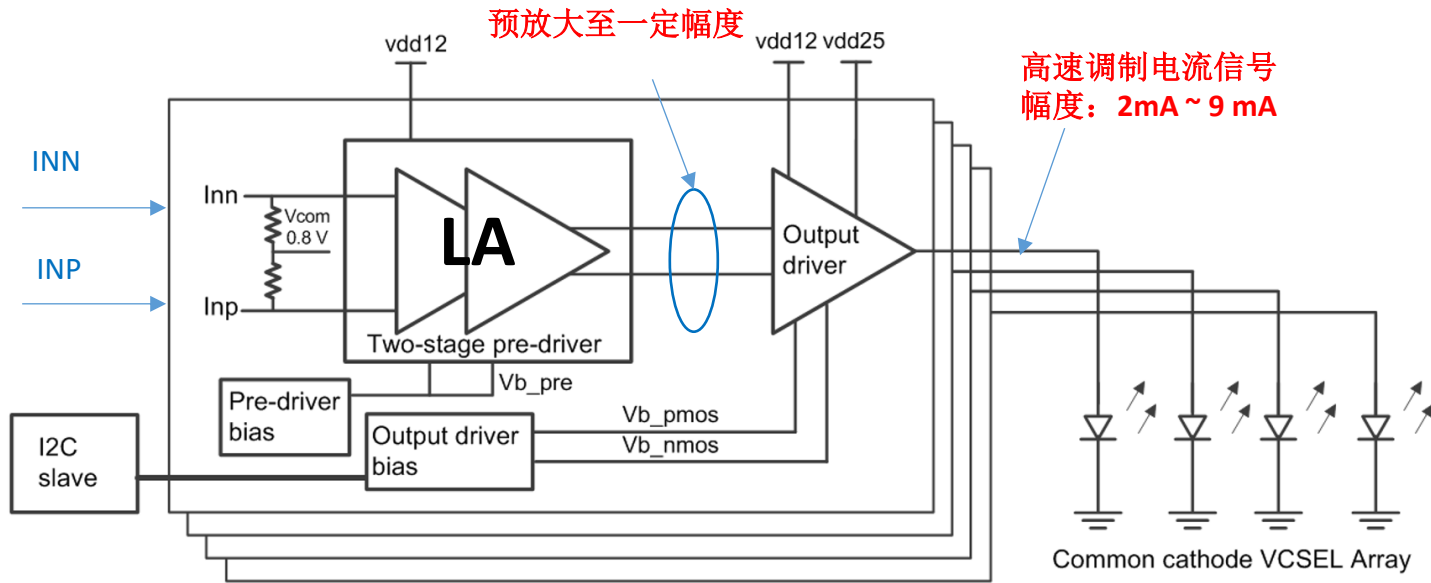 预放大至一定幅度
vdd12
vdd12 vdd25
高速调制电流信号
幅度：2mA ~ 9 mA
INN
Inn
Vcom
0.8 V
LA
Output
driver
INP
Inp
Two-stage pre-driver
Vb_pre
Pre-driver
bias
Vb_pmos
Output driver
bias
Vb_nmos
I2C
slave
Common cathode VCSEL Array